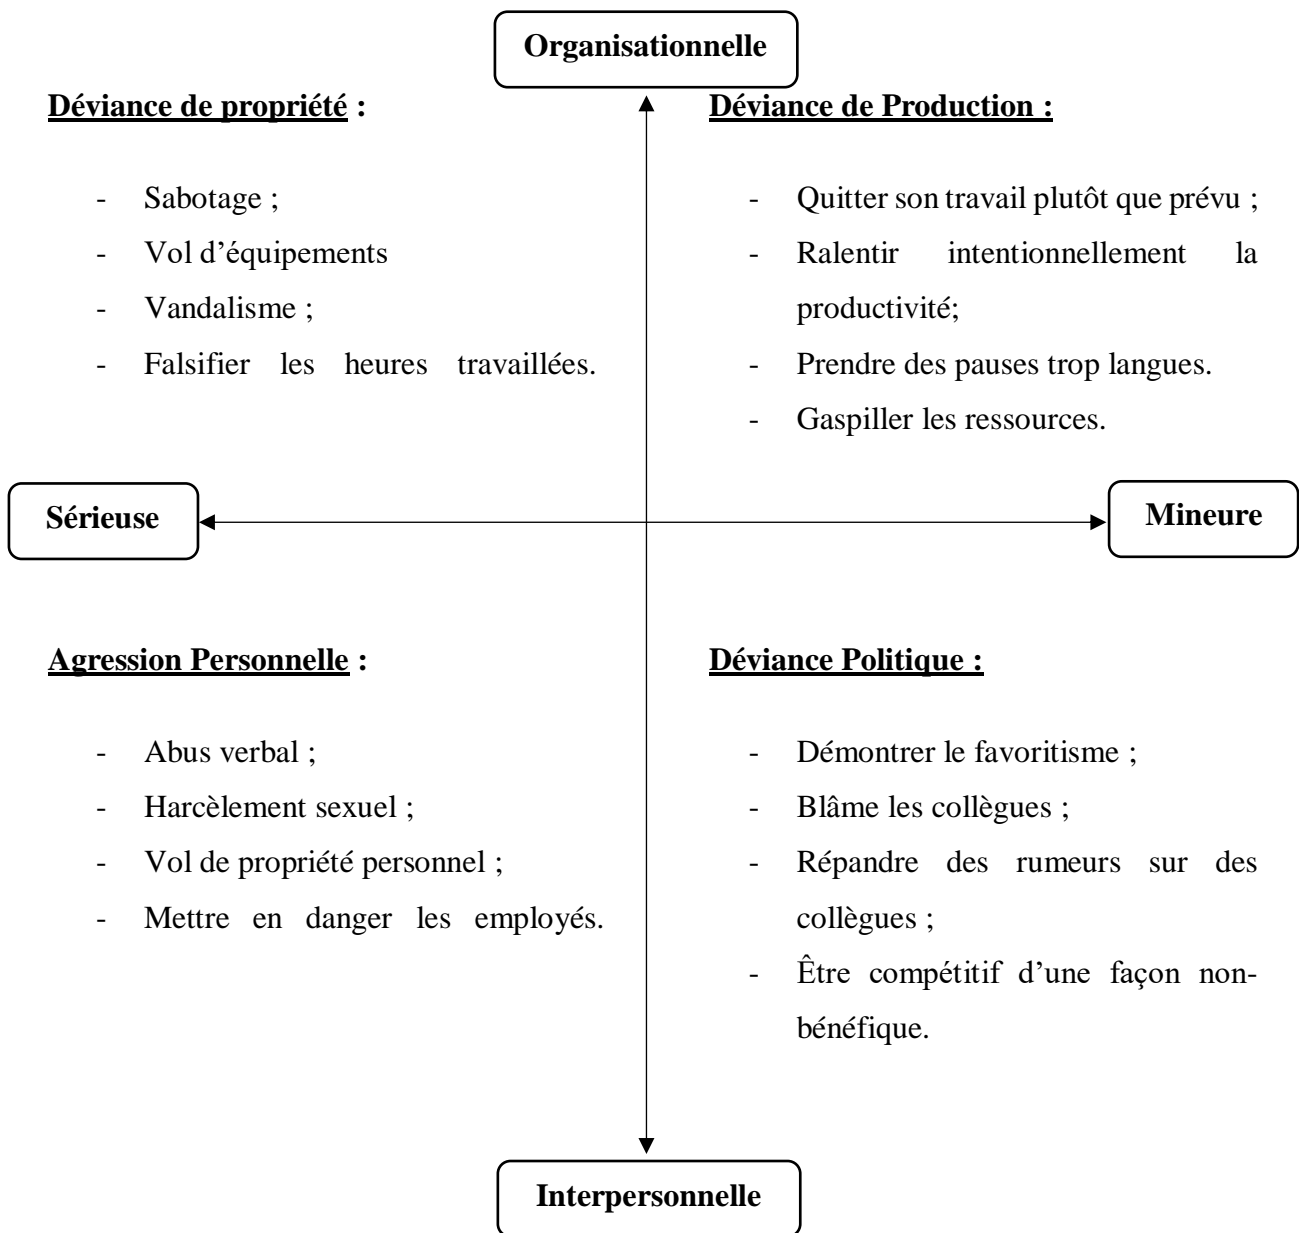 Organisationnelle
Déviance de propriété :
- Sabotage ;
- Vol d’équipements
- Vandalisme ;
- Falsifier les heures travaillées.
Déviance de Production :
- Quitter son travail plutôt que prévu ;
- Ralentir intentionnellement la
productivité;
- Prendre des pauses trop langues.
- Gaspiller les ressources.
Sérieuse
Mineure
Agression Personnelle :
- Abus verbal ;
- Harcèlement sexuel ;
- Vol de propriété personnel ;
- Mettre en danger les employés.
Déviance Politique :
- Démontrer le favoritisme ;
- Blâme les collègues ;
- Répandre des rumeurs sur des
collègues ;
- Être compétitif d’une façon non-
bénéfique.
Interpersonnelle